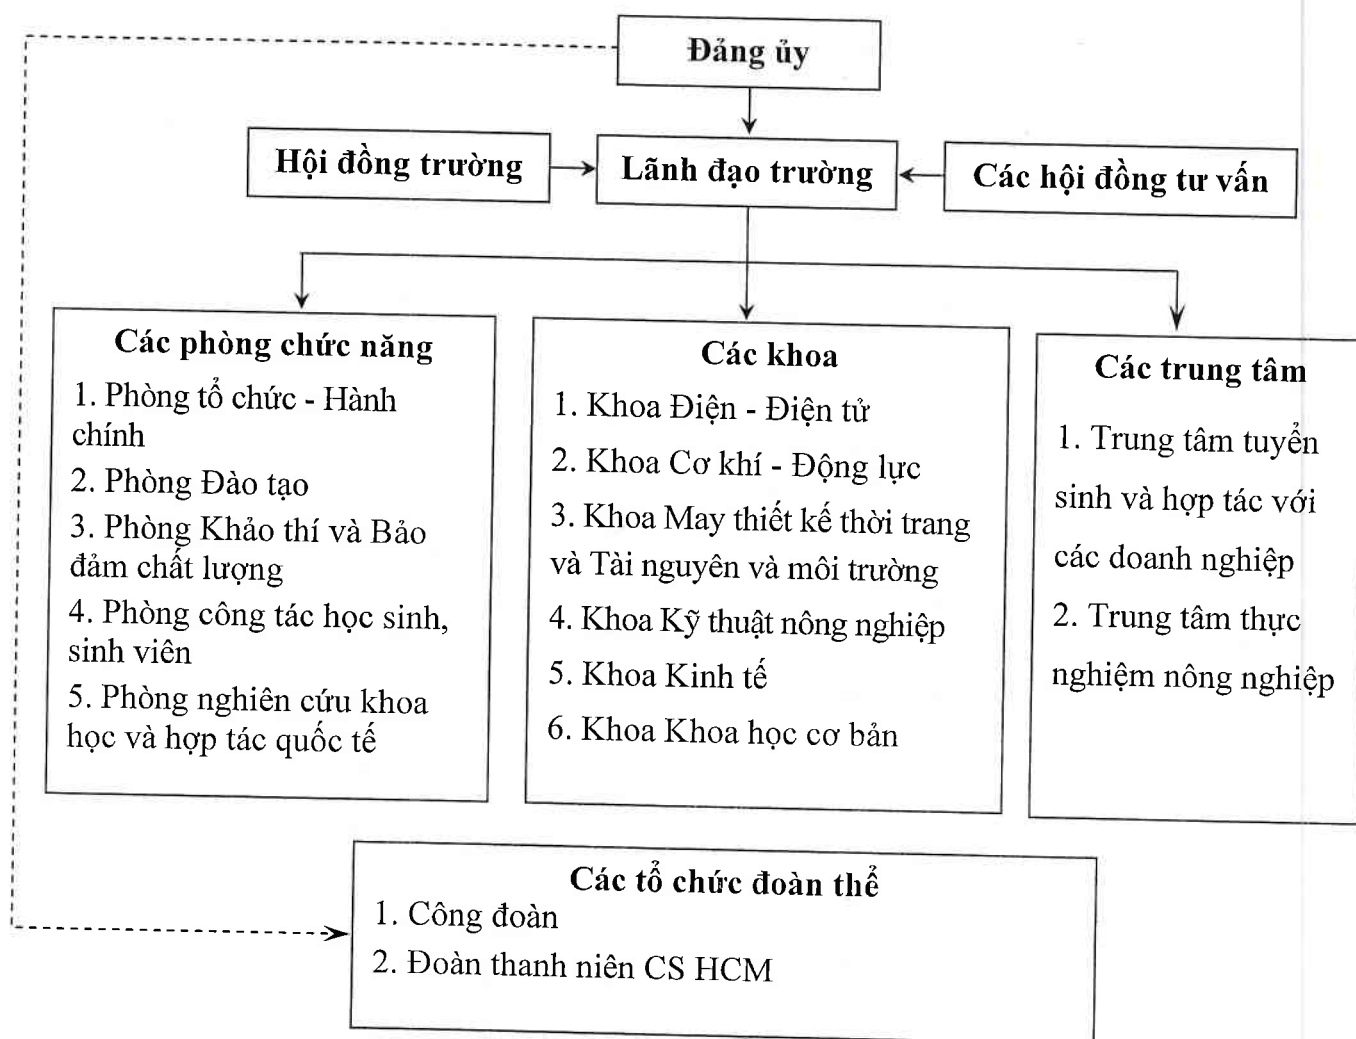 Đảng ủy
Hội đồng trường
Lãnh đạo trường
Các hội đồng tư vấn
Các phòng chức năng
1. Phòng tổ chức - Hành
chính
2. Phòng Đào tạo
3. Phòng Khảo thí và Bảo
đảm chất lượng
4. Phòng công tác học sinh,
sinh viên
5. Phòng nghiên cứu khoa
học và hợp tác quốc tế
Các khoa
1. Khoa Điện - Điện tử
2. Khoa Cơ khí - Động lực
3. Khoa May thiết kế thời trang
và Tài nguyên và môi trường
4. Khoa Kỹ thuật nông nghiệp
5. Khoa Kinh tế
6. Khoa Khoa học cơ bản
Các trung tâm
1. Trung tâm tuyển
sinh và hợp tác với
các doanh nghiệp
2. Trung tâm thực
nghiệm nông nghiệp
Các tổ chức đoàn thể
1. Công đoàn
2. Đoàn thanh niên CS HCM